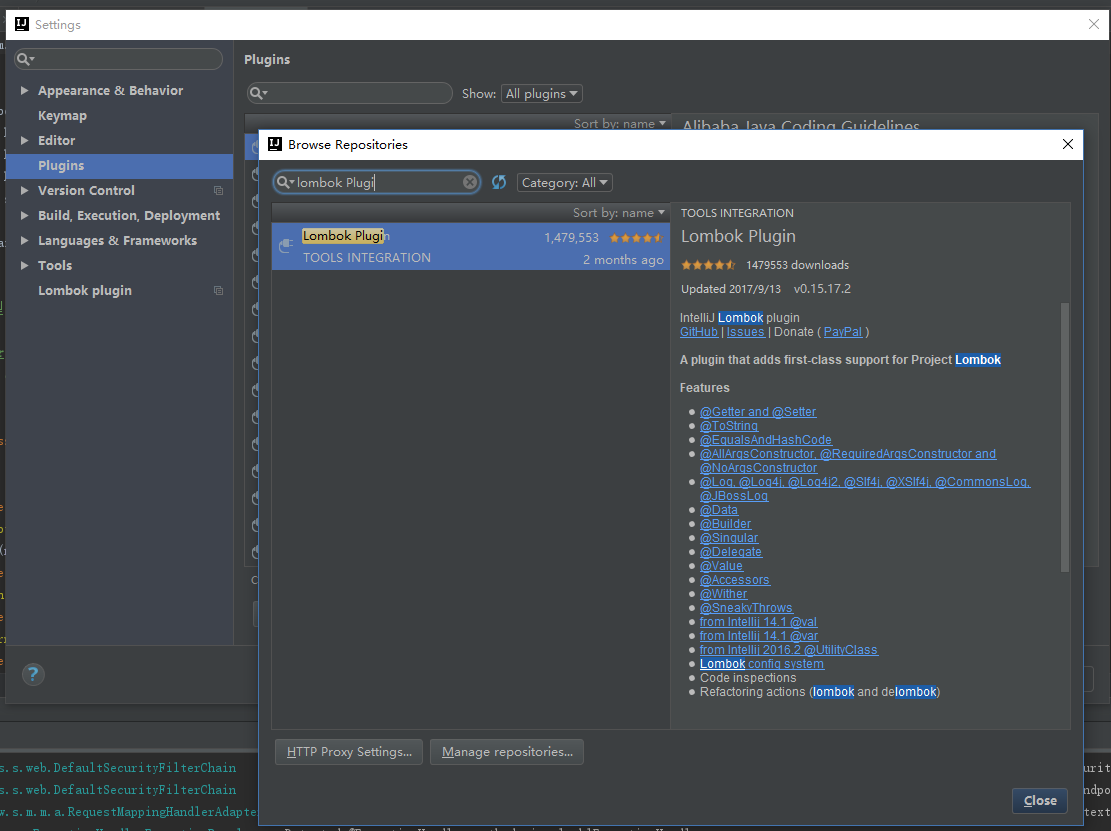 Settings
Appearance & Behavior
Keymap
Editor
Plugins
Version Control
Build, Execution, Deployment
Languages & Frameworks
Tools
Lombok plugin
?
Plugins
Show: All plugins
Sort by: name
Alibaba Java Coding Guidelines
Browse Repositories
lombok Plugi
Category: All
Sort by: name
Lombok Plugin 1,479,553
TOOLS INTEGRATION 2 months ago
TOOLS INTEGRATION
Lombok Plugin
1479553 downloads
Updated 2017/9/13 v0.15.17.2
IntelliJ Lombok plugin
GitHub | Issues | Donate ( PayPal )
A plugin that adds first-class support for Project Lombok
Features
@Getter and @Setter
@ToString
@EqualsAndHashCode
@AllArgsConstructor, @RequiredArgsConstructor and
@NoArgsConstructor
@Log, @Log4j, @Log4j2, @Slf4j, @XSlf4j, @CommonsLog,
@JBossLog
@Data
@Builder
@Singular
@Delegate
@Value
@Accessors
@Wither
@SneakyThrows
from Intellij 14.1 @val
from Intellij 14.1 @var
from Intellij 2016.2 @UtilityClass
Lombok config system
Code inspections
Refactoring actions (lombok and delombok)
HTTP Proxy Settings...
Manage repositories...
Close
s.s.web.DefaultSecurityFilterChain
s.s.web.DefaultSecurityFilterChain
w.s.m.m.a.RequestMappingHandlerAdapter